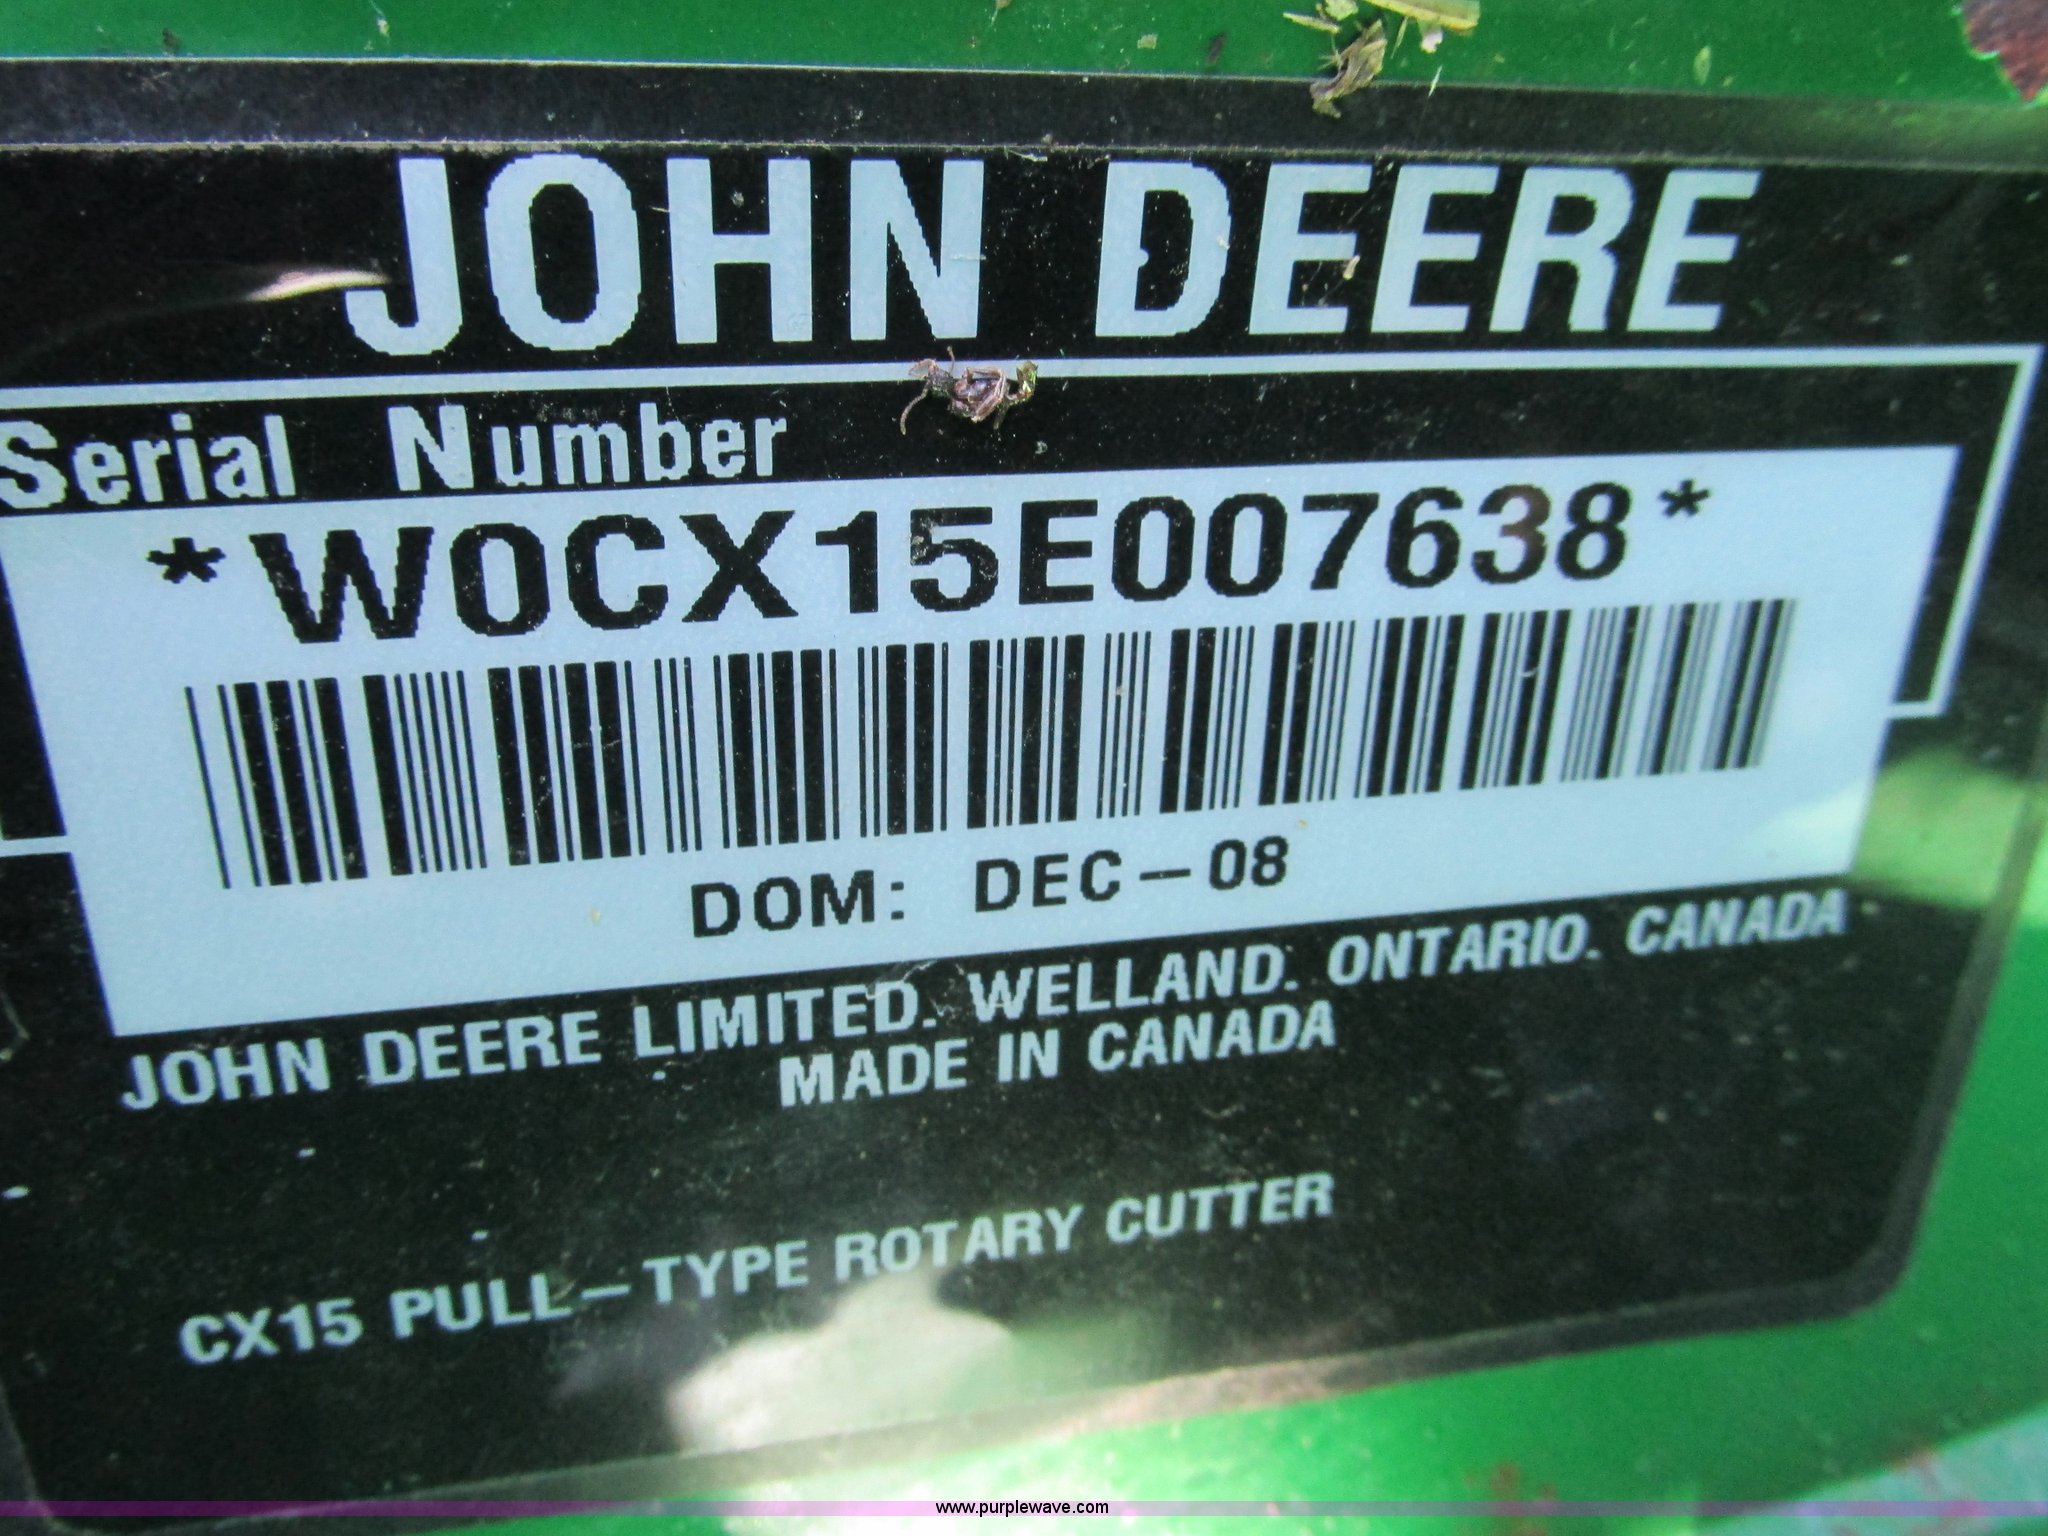 JOHN DEERE
Serial Number
*W0CX15E007638*
DOM: DEC-08
JOHN DEERE LIMITED. WELLAND. ONTARIO. CANADA
MADE IN CANADA
CX15 PULL-TYPE ROTARY CUTTER
www.purplewave.com